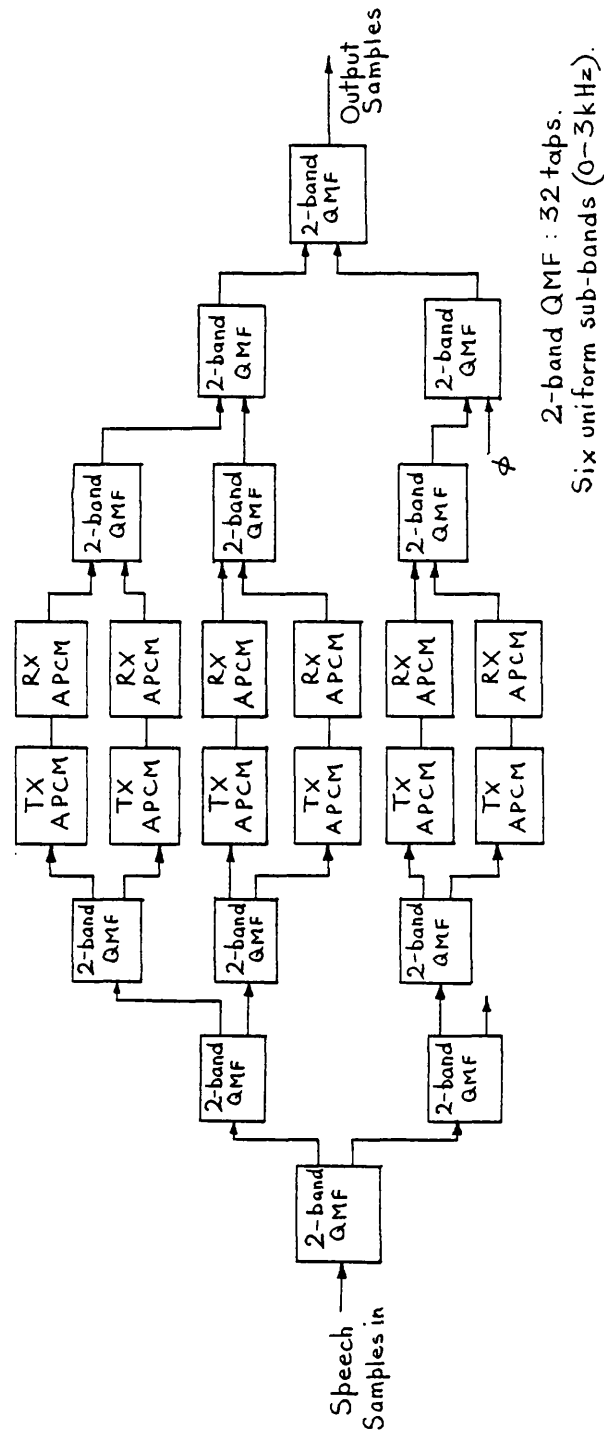 Speech
Samples in
2-band
QMF
2-band
QMF
2-band
QMF
2-band
QMF
2-band
QMF
2-band
QMF
TX
APCM
TX
APCM
TX
APCM
TX
APCM
TX
APCM
TX
APCM
RX
APCM
RX
APCM
RX
APCM
RX
APCM
RX
APCM
RX
APCM
2-band
QMF
2-band
QMF
2-band
QMF
2-band
QMF
2-band
QMF
φ
2-band
QMF
Output
Samples
2-band QMF : 32 taps.
Six uniform sub-bands (0-3kHz).